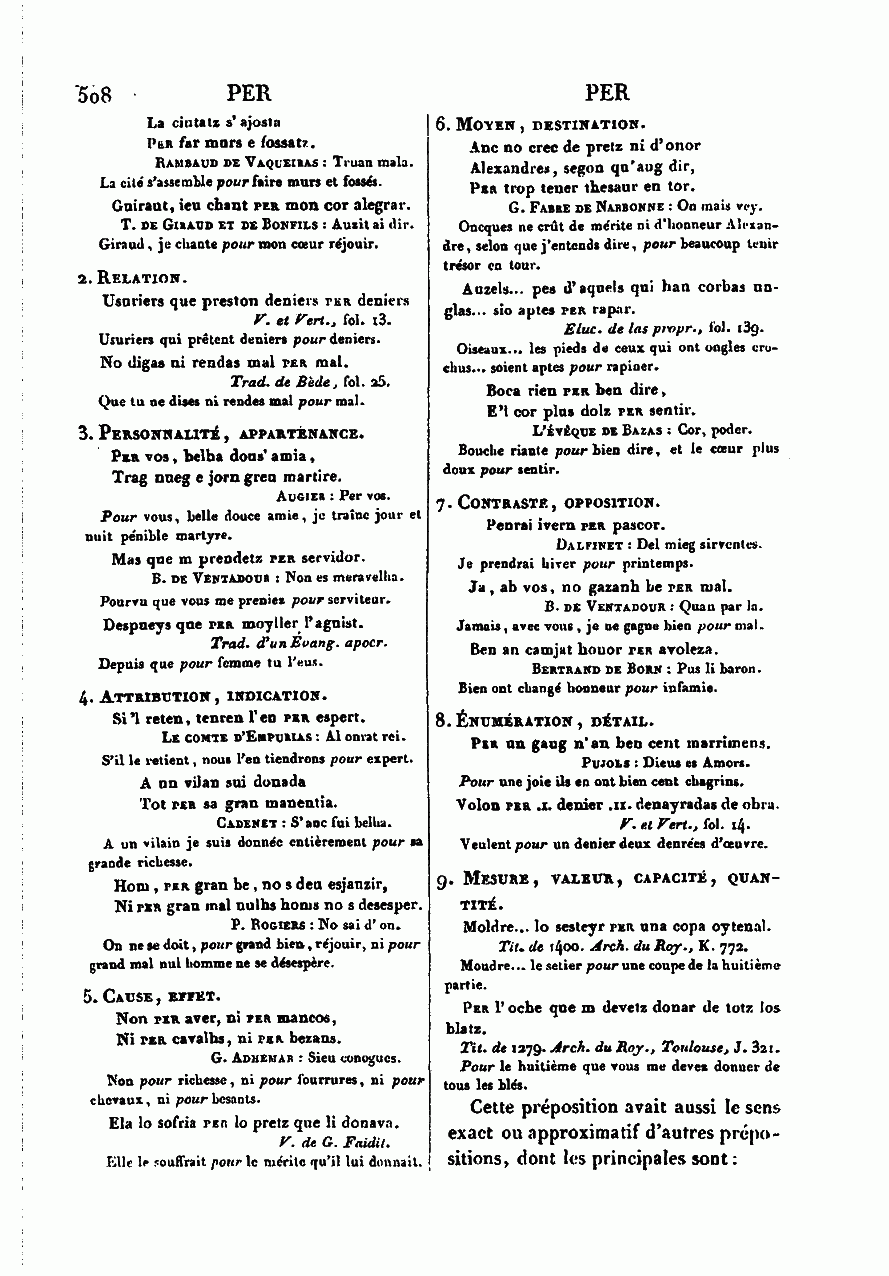 508 PER PER
La ciutatz s'ajosta
PER far murs e fossatz.
RAMBAUD DE VAQUEIRAS : Truan mala.
La cité s'assemble pour faire murs et fossés.
Guiraut, ieu chant PER mon cor alegrar.
T. DE GIRAUD ET DE BONFILS : Auzit ai dir.
Giraud, je chante pour mon cœur réjouir.
2. RELATION.
Usuriers que preston deniers PER deniers
V. et Vert., fol. 13.
Usuriers qui prêtent deniers pour deniers.
No digas ni rendas mal PER mal.
Trad. de Bède, fol. 25.
Que tu ne dises ni rendes mal pour mal.
3. PERSONNALITÉ, APPARTENANCE.
PER vos, belha dous' amia,
Trag nueg e jorn greu martire.
AUGIER : Per vos.
Pour vous, belle douce amie, je traîne jour et
nuit pénible martyre.
Mas que m prendetz PER servidor.
B. DE VENTADOUR : Non es meravelha.
Pourvu que vous me preniez pour serviteur.
Despueys que PER moyller l'aguist.
Trad. d'un Évang. apocr.
Depuis que pour femme tu l'eus.
4. ATTRIBUTION, INDICATION.
Si'l reten, tenren l'en PER espert.
LE COMTE D'EMPURIAS : Al onrat rei.
S'il le retient, nous l'en tiendrons pour expert.
A un vilan sui donada
Tot PER sa gran manentia.
CADENET : S'anc fui belha.
A un vilain je suis donnée entièrement pour sa
grande richesse.
Hom, PER gran be, no s deu esjanzir,
Ni PER gran mal nulhs homs no s desesper.
P. ROGIERS : No sai d'on.
On ne se doit, pour grand bien, réjouir, ni pour
grand mal nul homme ne se désespère.
5. CAUSE, EFFET.
Non PER aver, ni PER mancos,
Ni PER cavalhs, ni PER bezans.
G. ADHEMAR : Sieu conogues.
Non pour richesse, ni pour fourrures, ni pour
chevaux, ni pour besants.
Ela lo sofria PER lo pretz que li donava.
V. de G. Faidit.
Elle le souffrait pour le mérite qu'il lui donnait.
6. MOYEN, DESTINATION.
Anc no crec de pretz ni d'onor
Alexandres, segon qu'aug dir,
PER trop tener thesaur en tor.
G. FABRE DE NARBONNE : On mais vey.
Oncques ne crût de mérite ni d'honneur Alexan-
dre, selon que j'entends dire, pour beaucoup tenir
trésor en tour.
Auzels... pes d'aquels qui han corbas un-
glas... sio aptes PER rapar.
Eluc. de las propr., fol. 139.
Oiseaux... les pieds de ceux qui ont ongles cro-
chus... soient aptes pour rapiner.
Boca rien PER ben dire,
E'l cor plus dolz PER sentir.
L'ÉVÊQUE DE BAZAS : Cor, poder.
Bouche riante pour bien dire, et le cœur plus
doux pour sentir.
7. CONTRASTE, OPPOSITION.
Penrai ivern PER pascor.
DALFINET : Del mieg sirventes.
Je prendrai hiver pour printemps.
Ja, ab vos, no gazanh be PER mal.
B. DE VENTADOUR : Quan par la.
Jamais, avec vous, je ne gagne bien pour mal.
Ben an camjat honor PER avoleza.
BERTRAND DE BORN : Pus li baron.
Bien ont changé honneur pour infamie.
8. ÉNUMÉRATION, DÉTAIL.
PER un gaug n'an ben cent marrimens.
PUJOLS : Dieus es Amors.
Pour une joie ils en ont bien cent chagrins.
Volon PER .I. denier .II. denayradas de obra.
V. et Vert., fol. 14.
Veulent pour un denier deux denrées d'œuvre.
9. MESURE, VALEUR, CAPACITÉ, QUAN-
TITÉ.
Moldre... lo sesteyr PER una copa oytenal.
Tit. de 1400. Arch. du Roy., K. 772.
Moudre... le setier pour une coupe de la huitième
partie.
PER l'oche que m devetz donar de totz los
blatz.
Tit. de 1279. Arch. du Roy., Toulouse, J. 321.
Pour le huitième que vous me devez donner de
tous les blés.
Cette préposition avait aussi le sens
exact ou approximatif d'autres prépo-
sitions, dont les principales sont :